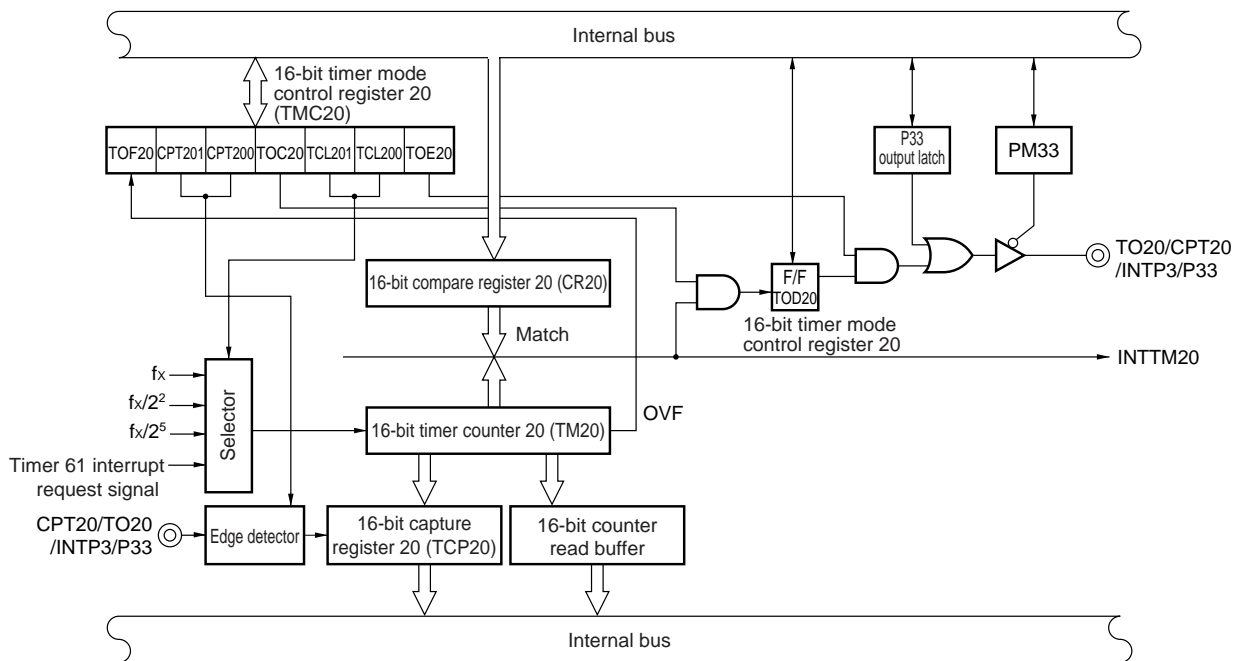 Internal bus
16-bit timer mode
control register 20
(TMC20)
TOF20 CPT201 CPT200 TOC20 TCL201 TCL200 TOE20
P33
output latch
PM33
TO20/CPT20
/INTP3/P33
16-bit compare register 20 (CR20)
F/F
TOD20
16-bit timer mode
control register 20
Match
INTTM20
fX
fX/2²
fX/2⁵
Timer 61 interrupt
request signal
Selector
16-bit timer counter 20 (TM20)
OVF
CPT20/TO20
/INTP3/P33
Edge detector
16-bit capture
register 20 (TCP20)
16-bit counter
read buffer
Internal bus